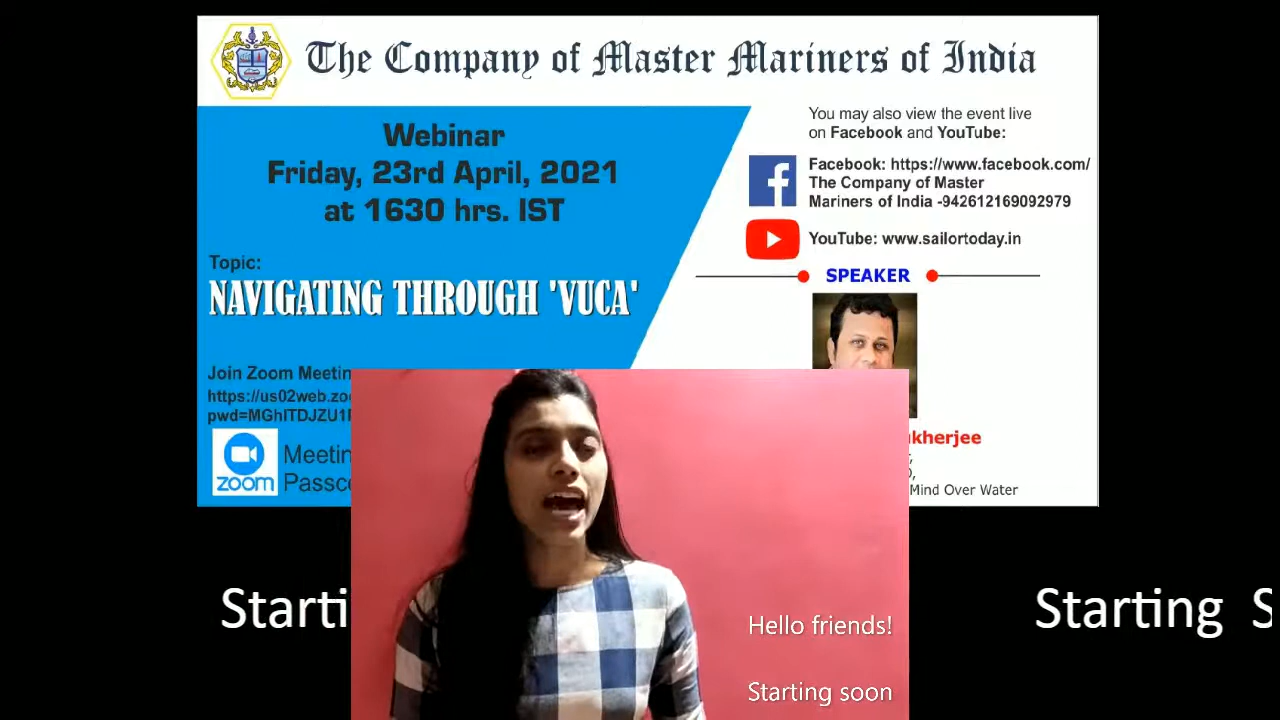 The Company of Master Mariners of India
Webinar
Friday, 23rd April, 2021
at 1630 hrs. IST
Topic:
NAVIGATING THROUGH 'VUCA'
Join Zoom Meetin
https://us02web.zo
pwd=MGhITDJZU1
zoom
Meetin
Passc
You may also view the event live
on Facebook and YouTube:
Facebook: https://www.facebook.com/
The Company of Master
Mariners of India -942612169092979
YouTube: www.sailortoday.in
SPEAKER
kherjee
Mind Over Water
Starti
Starting S
Hello friends!
Starting soon